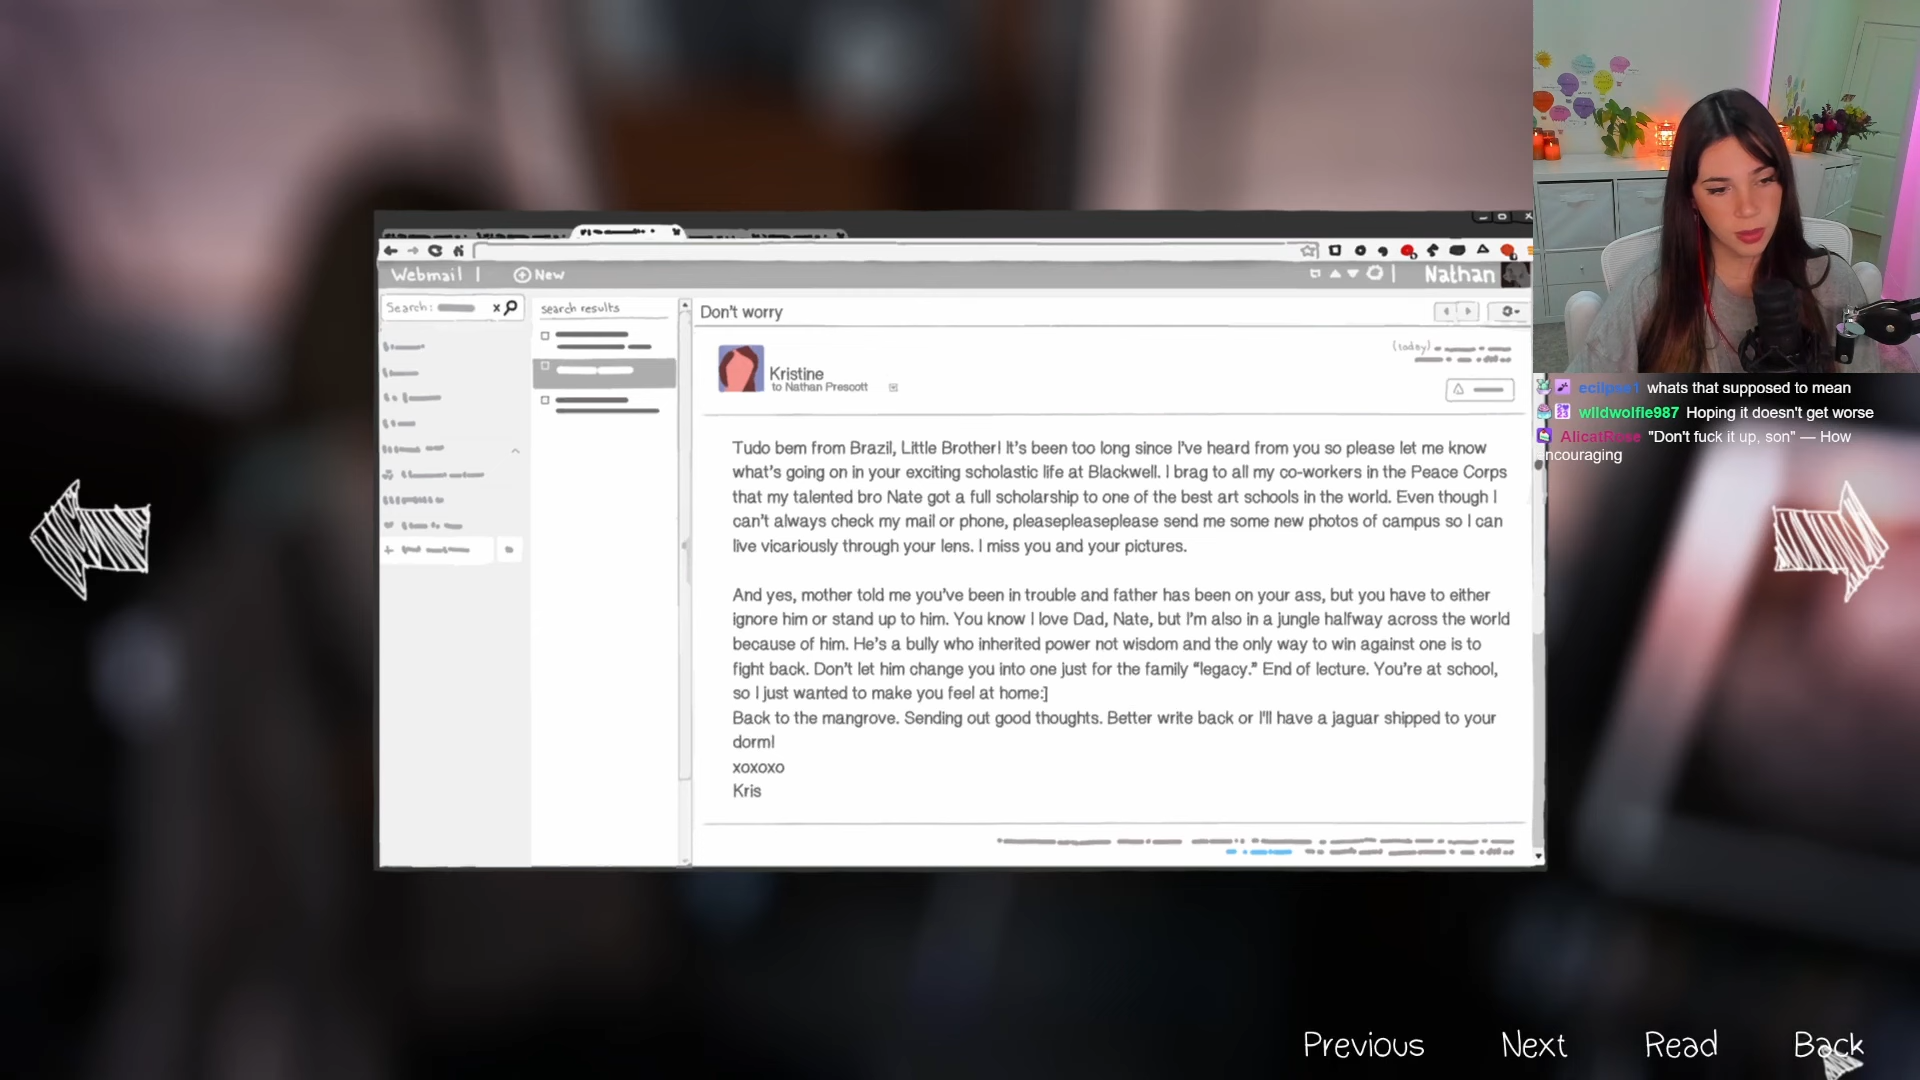 Webmail |
New
Nathan
Search:
x
search results
Don't worry
(today)
Kristine
to Nathan Prescott
Tudo bem from Brazil, Little Brother! It's been too long since I've heard from you so please let me know
what's going on in your exciting scholastic life at Blackwell. I brag to all my co-workers in the Peace Corps
that my talented bro Nate got a full scholarship to one of the best art schools in the world. Even though I
can't always check my mail or phone, pleasepleaseplease send me some new photos of campus so I can
live vicariously through your lens. I miss you and your pictures.
And yes, mother told me you've been in trouble and father has been on your ass, but you have to either
ignore him or stand up to him. You know I love Dad, Nate, but I'm also in a jungle halfway across the world
because of him. He's a bully who inherited power not wisdom and the only way to win against one is to
fight back. Don't let him change you into one just for the family “legacy.” End of lecture. You're at school,
so I just wanted to make you feel at home:]
Back to the mangrove. Sending out good thoughts. Better write back or I'll have a jaguar shipped to your
dorm!
xoxoxo
Kris
whats that supposed to mean
wildwolfie987 Hoping it doesn't get worse
AlicatRose "Don't fuck it up, son" — How
encouraging
Previous
Next
Read
Back